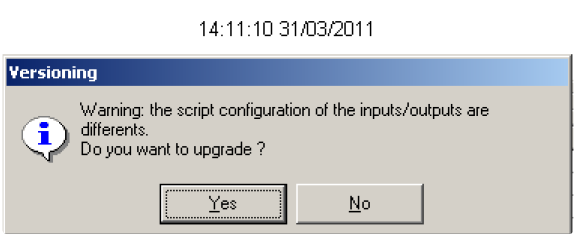 14:11:10 31/03/2011
Versioning
Warning: the script configuration of the inputs/outputs are
differents.
Do you want to upgrade ?
Yes
No